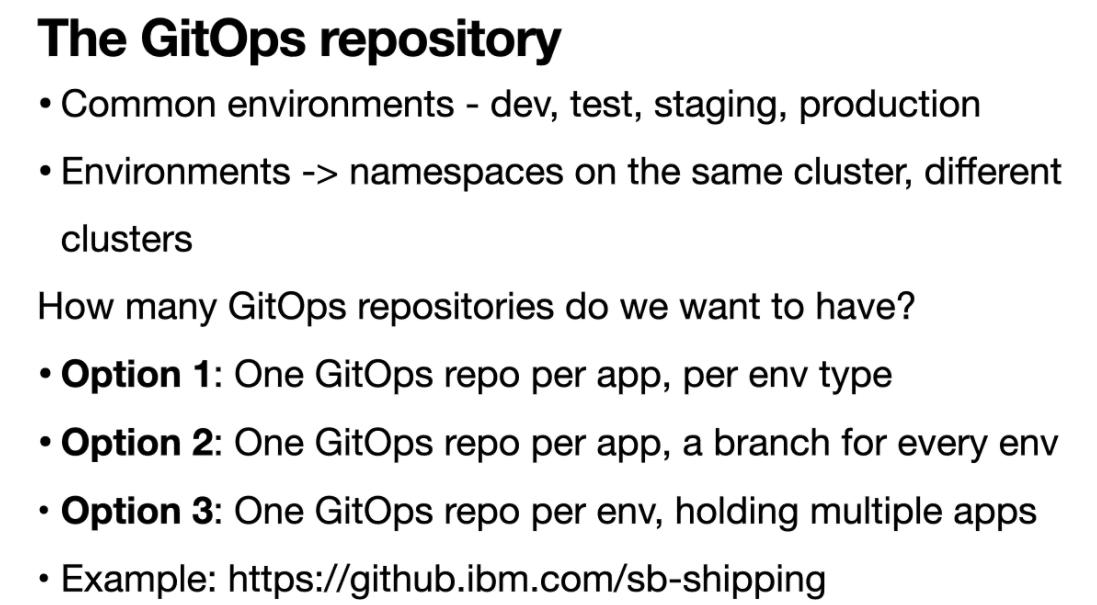 The GitOps repository
• Common environments - dev, test, staging, production
• Environments -> namespaces on the same cluster, different
clusters
How many GitOps repositories do we want to have?
• Option 1: One GitOps repo per app, per env type
• Option 2: One GitOps repo per app, a branch for every env
• Option 3: One GitOps repo per env, holding multiple apps
• Example: https://github.ibm.com/sb-shipping